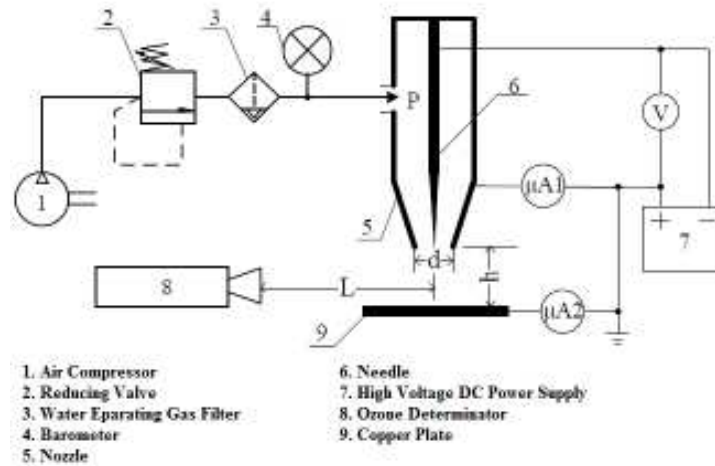 2
3
4
P
6
V
μA1
1
5
+
−
7
d
h
8
L
μA2
9
1. Air Compressor
2. Reducing Valve
3. Water Eparating Gas Filter
4. Barometer
5. Nozzle
6. Needle
7. High Voltage DC Power Supply
8. Ozone Determinator
9. Copper Plate